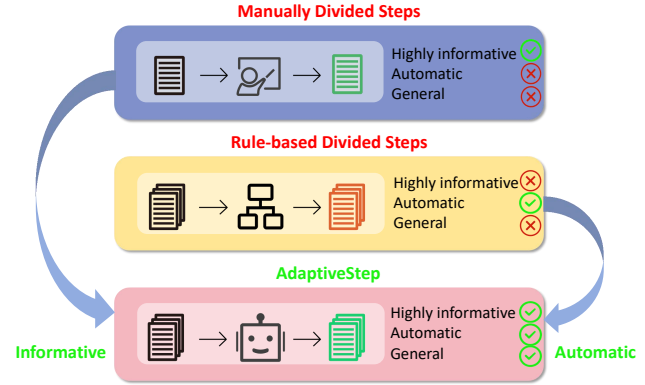 Manually Divided Steps
Highly informative
Automatic
General
Rule-based Divided Steps
Highly informative
Automatic
General
AdaptiveStep
Highly informative
Automatic
General
Informative
Automatic